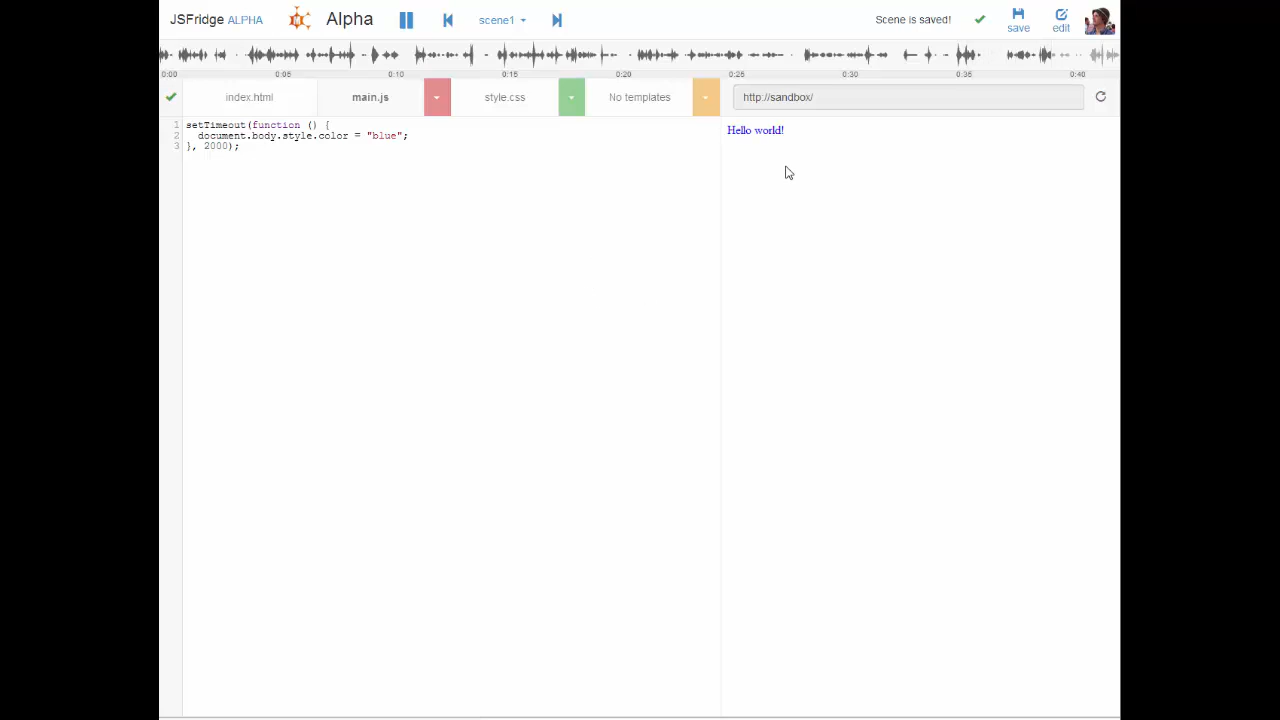 JSFridge ALPHA Alpha scene1 Scene is saved! save edit
0:00 0:05 0:10 0:15 0:20 0:25 0:30 0:35 0:40
index.html main.js style.css No templates http://sandbox/
1 setTimeout(function () {
2 document.body.style.color = "blue";
3 }, 2000);
Hello world!